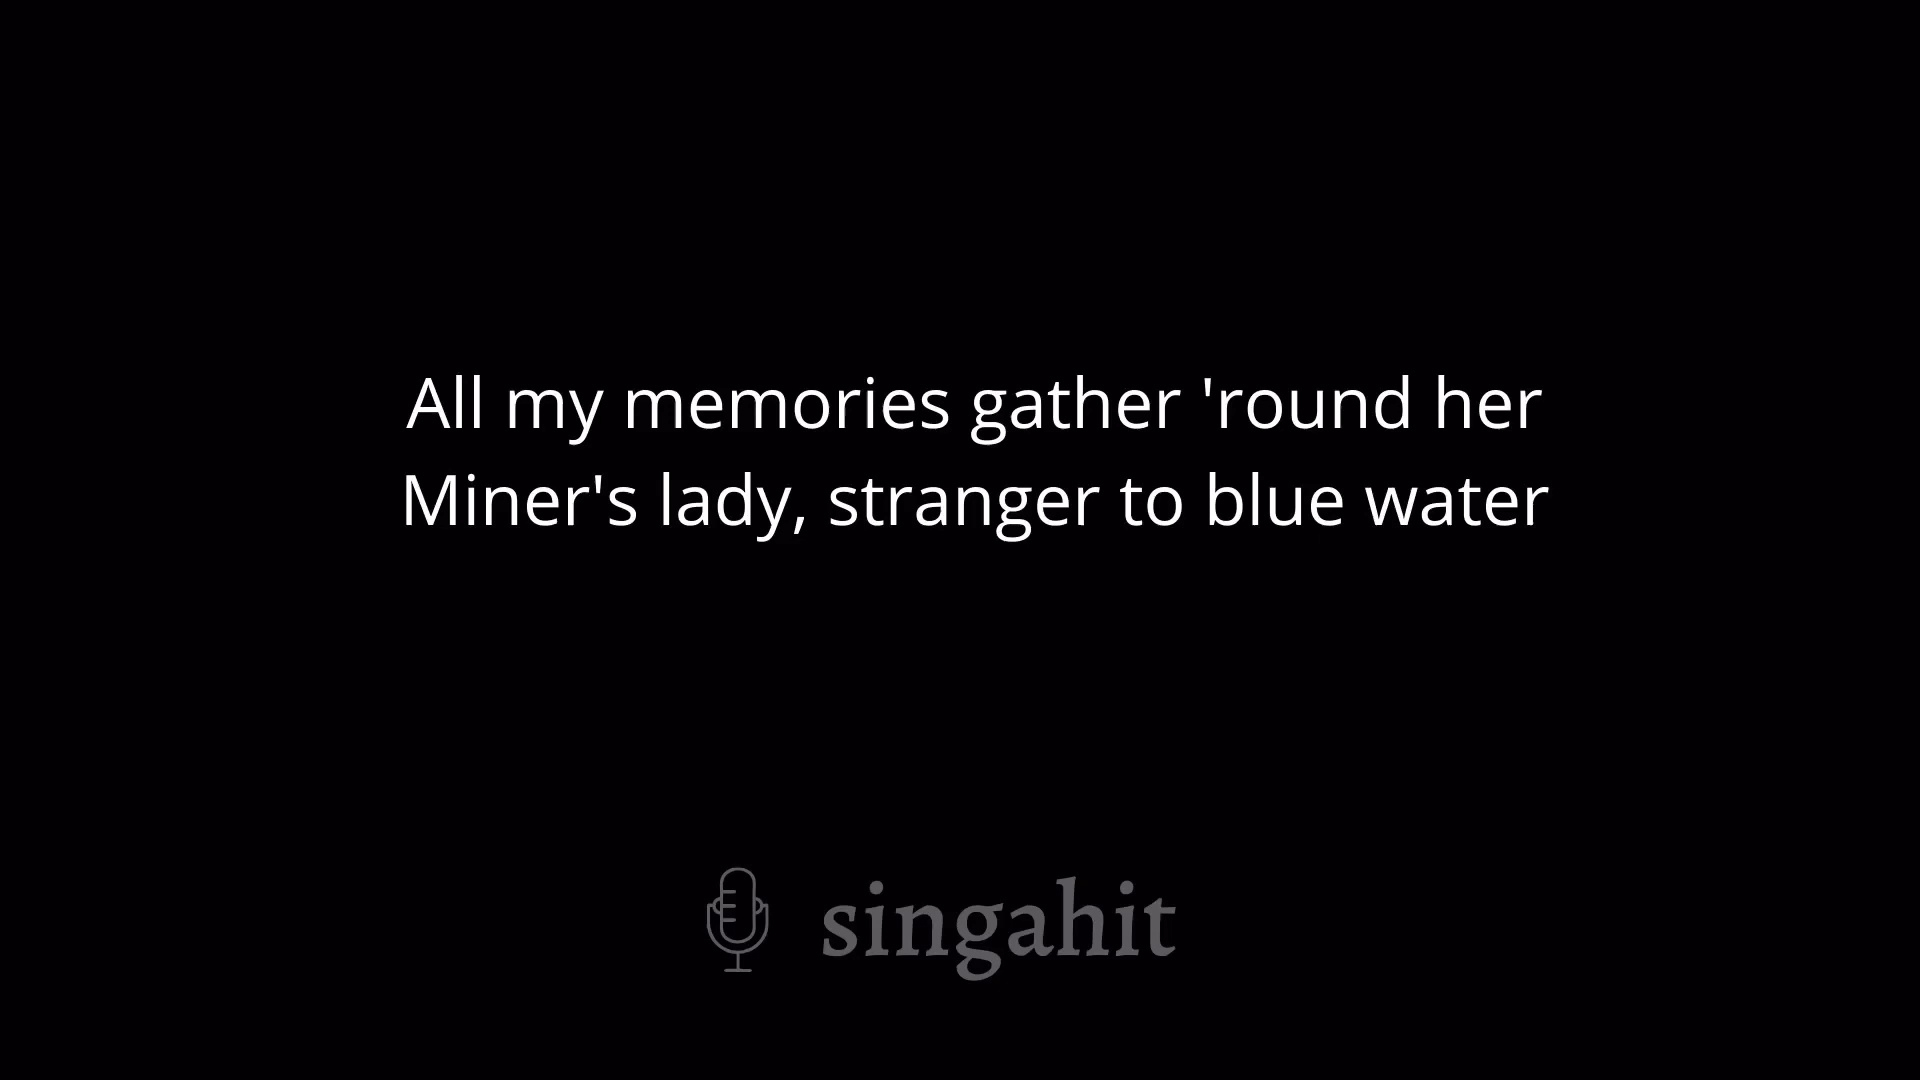 All my memories gather 'round her
Miner's lady, stranger to blue water
singahit